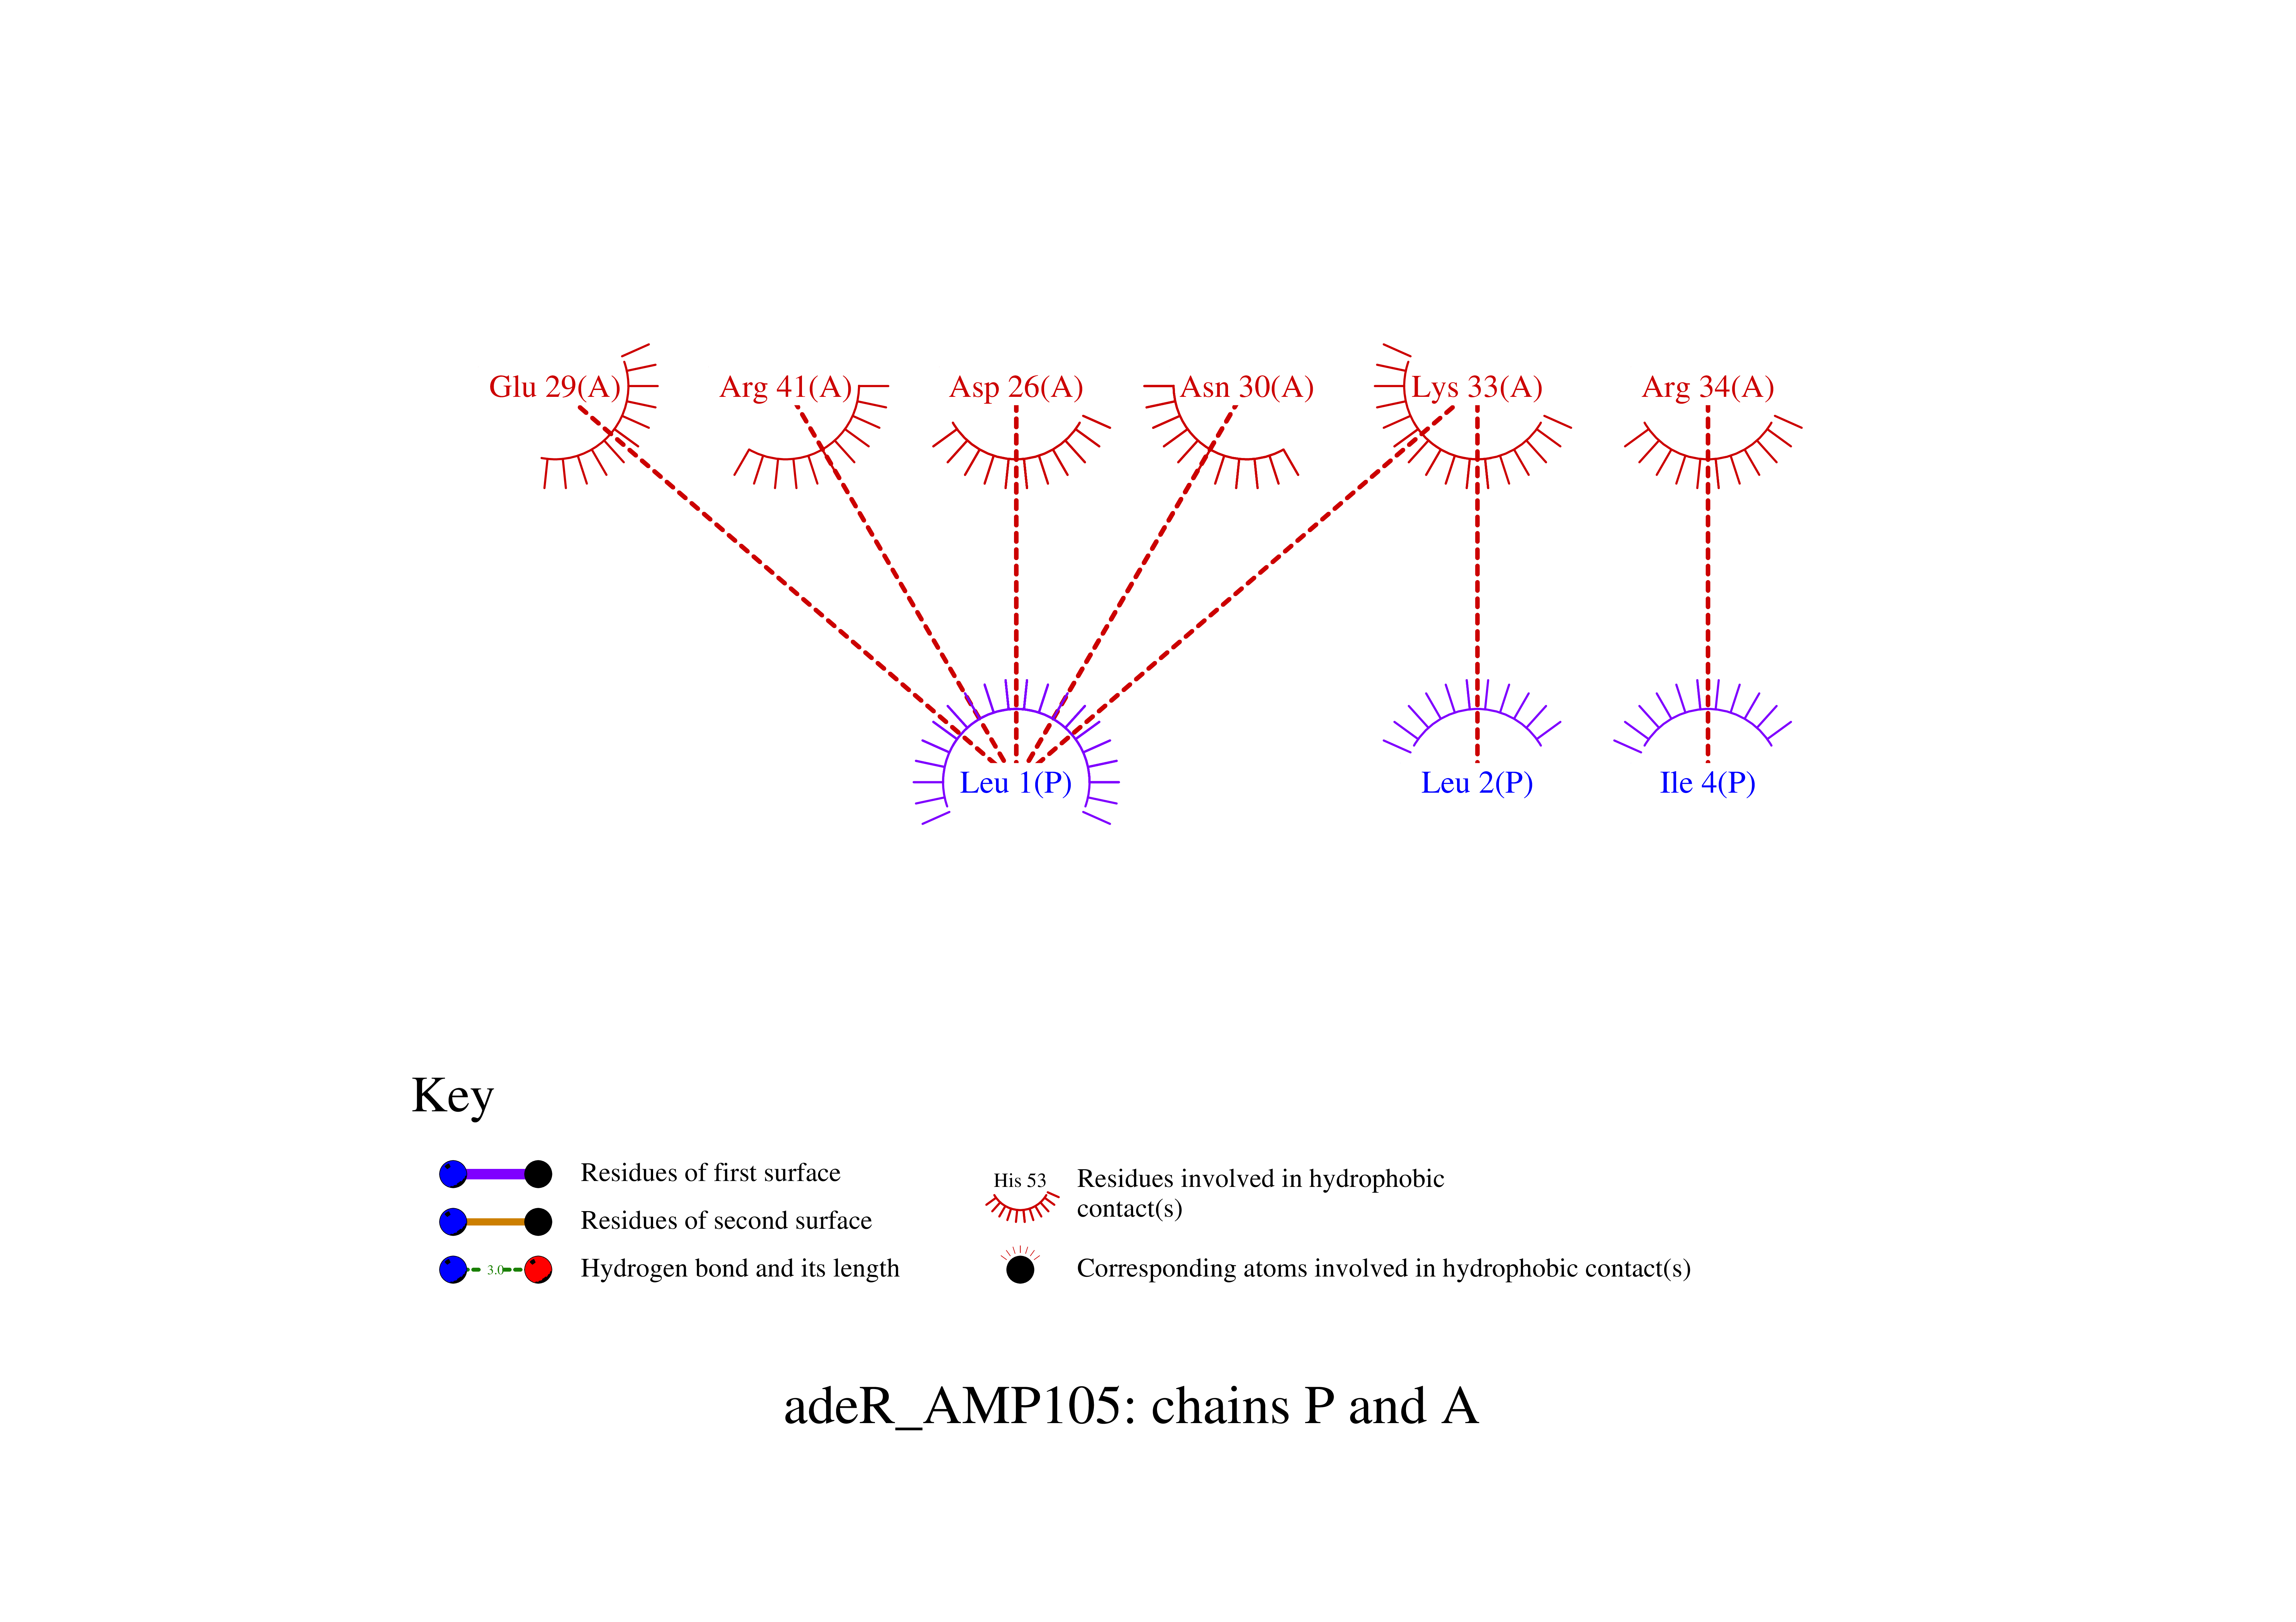 Glu 29(A) Arg 41(A) Asp 26(A) Asn 30(A) Lys 33(A) Arg 34(A)
Leu 1(P) Leu 2(P) Ile 4(P)
Key
Residues of first surface
Residues of second surface
3.0 Hydrogen bond and its length
His 53 Residues involved in hydrophobic
contact(s)
Corresponding atoms involved in hydrophobic contact(s)
adeR_AMP105: chains P and A